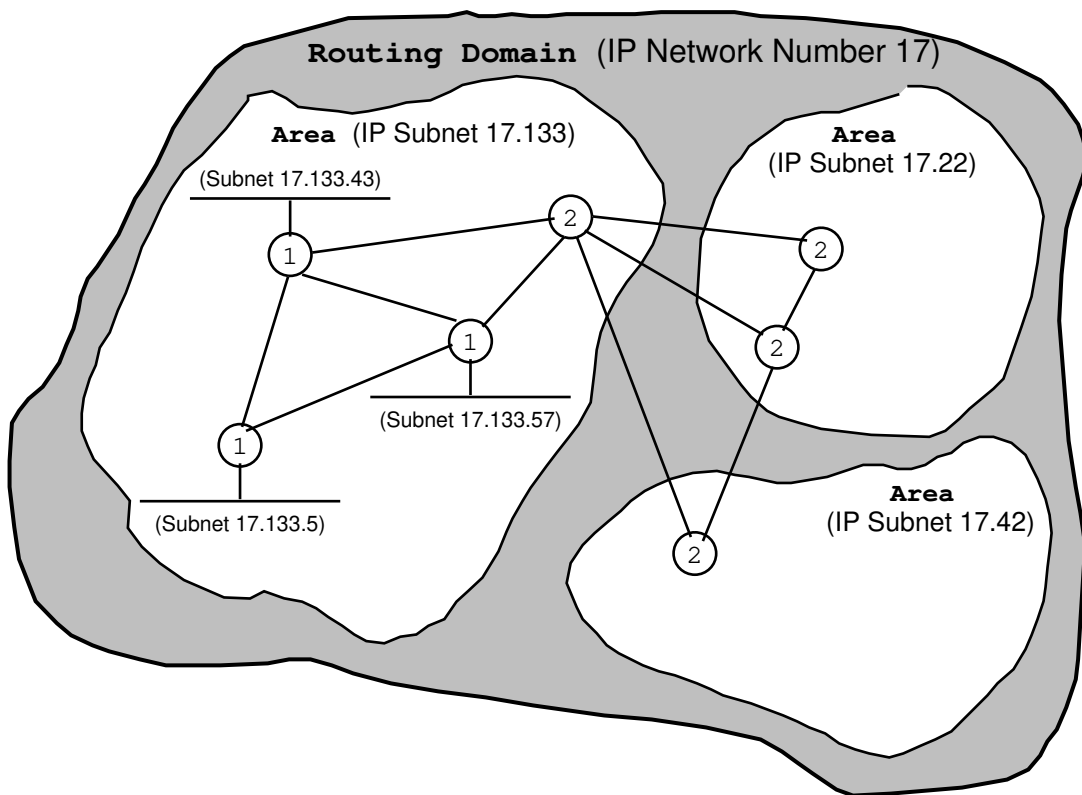 Routing Domain (IP Network Number 17)
Area (IP Subnet 17.133)
Area
(IP Subnet 17.22)
(Subnet 17.133.43)
2
1
2
1
2
(Subnet 17.133.57)
1
(Subnet 17.133.5)
Area
(IP Subnet 17.42)
2